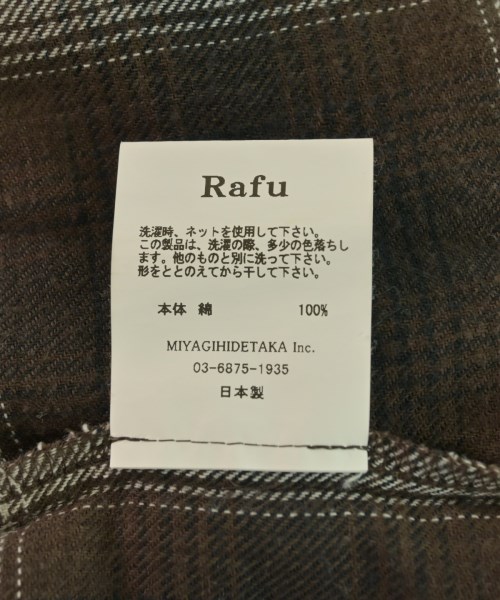 Rafu
洗濯時、ネットを使用して下さい。
この製品は、洗濯の際、多少の色落ちし
ます。他のものと別に洗って下さい。
形をととのえてから干して下さい。
本体 綿 100%
MIYAGIHIDETAKA Inc.
03-6875-1935
日本製